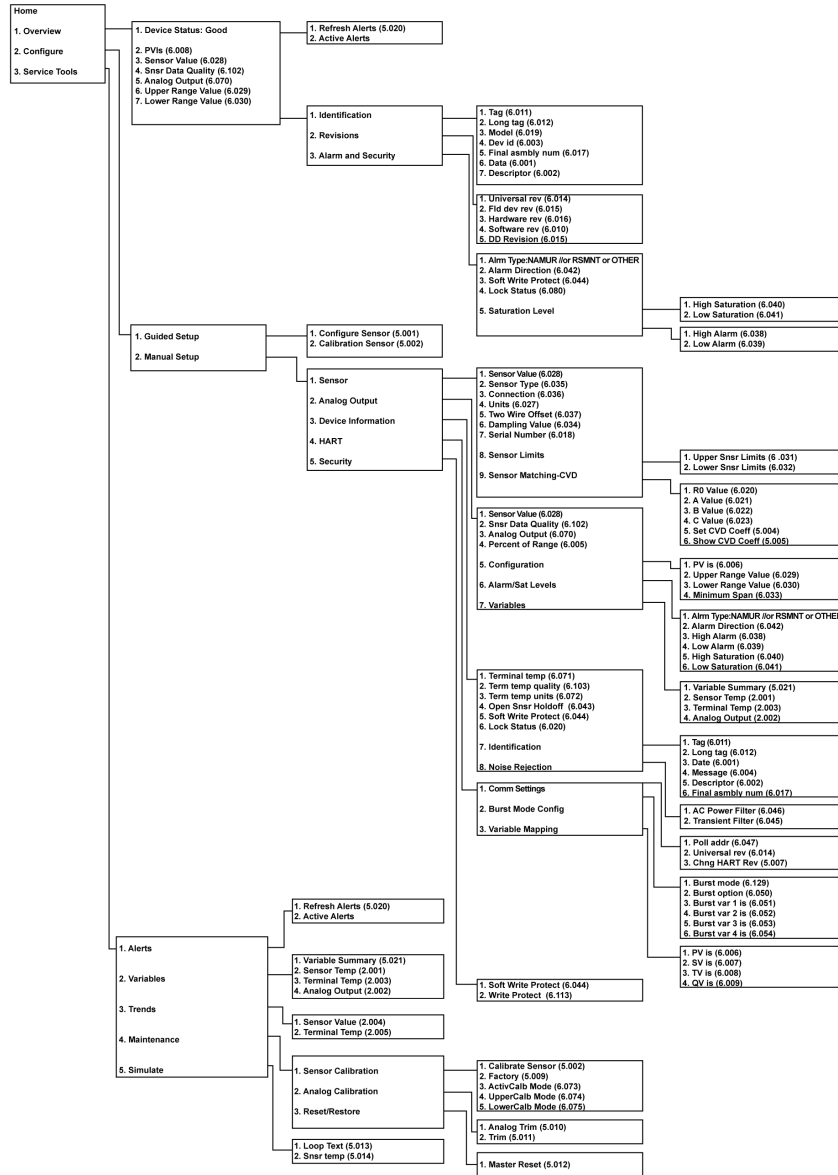 Home
1. Overview
2. Configure
3. Service Tools
1. Device Status: Good
2. PVIs (6.008)
3. Sensor Value (6.028)
4. Snsr Data Quality (6.102)
5. Analog Output (6.070)
6. Upper Range Value (6.029)
7. Lower Range Value (6.030)
1. Refresh Alerts (5.020)
2. Active Alerts
1. Identification
2. Revisions
3. Alarm and Security
1. Tag (6.011)
2. Long tag (6.012)
3. Model (6.019)
4. Dev id (6.003)
5. Final asmbly num (6.017)
6. Data (6.001)
7. Descriptor (6.002)
1. Universal rev (6.014)
2. Fld dev rev (6.015)
3. Hardware rev (6.016)
4. Software rev (6.010)
5. DD Revision (6.015)
1. Alrm Type:NAMUR //or RSMNT or OTHER
2. Alarm Direction (6.042)
3. Soft Write Protect (6.044)
4. Lock Status (6.080)
5. Saturation Level
1. High Saturation (6.040)
2. Low Saturation (6.041)
1. High Alarm (6.038)
2. Low Alarm (6.039)
1. Guided Setup
2. Manual Setup
1. Configure Sensor (5.001)
2. Calibration Sensor (5.002)
1. Sensor
2. Analog Output
3. Device Information
4. HART
5. Security
1. Sensor Value (6.028)
2. Sensor Type (6.035)
3. Connection (6.036)
4. Units (6.027)
5. Two Wire Offset (6.037)
6. Dampling Value (6.034)
7. Serial Number (6.018)
8. Sensor Limits
9. Sensor Matching-CVD
1. Upper Snsr Limits (6 .031)
2. Lower Snsr Limits (6.032)
1. R0 Value (6.020)
2. A Value (6.021)
3. B Value (6.022)
4. C Value (6.023)
5. Set CVD Coeff (5.004)
6. Show CVD Coeff (5.005)
1. Sensor Value (6.028)
2. Snsr Data Quality (6.102)
3. Analog Output (6.070)
4. Percent of Range (6.005)
5. Configuration
6. Alarm/Sat Levels
7. Variables
1. PV is (6.006)
2. Upper Range Value (6.029)
3. Lower Range Value (6.030)
4. Minimum Span (6.033)
1. Alrm Type:NAMUR //or RSMNT or OTHER
2. Alarm Direction (6.042)
3. High Alarm (6.038)
4. Low Alarm (6.039)
5. High Saturation (6.040)
6. Low Saturation (6.041)
1. Variable Summary (5.021)
2. Sensor Temp (2.001)
3. Terminal Temp (2.003)
4. Analog Output (2.002)
1. Terminal temp (6.071)
2. Term temp quality (6.103)
3. Term temp units (6.072)
4. Open Snsr Holdoff (6.043)
5. Soft Write Protect (6.044)
6. Lock Status (6.020)
7. Identification
8. Noise Rejection
1. Tag (6.011)
2. Long tag (6.012)
3. Date (6.001)
4. Message (6.004)
5. Descriptor (6.002)
6. Final asmbly num (6.017)
1. AC Power Filter (6.046)
2. Transient Filter (6.045)
1. Comm Settings
2. Burst Mode Config
3. Variable Mapping
1. Poll addr (6.047)
2. Universal rev (6.014)
3. Chng HART Rev (5.007)
1. Burst mode (6.129)
2. Burst option (6.050)
3. Burst var 1 is (6.051)
4. Burst var 2 is (6.052)
5. Burst var 3 is (6.053)
6. Burst var 4 is (6.054)
1. PV is (6.006)
2. SV is (6.007)
3. TV is (6.008)
4. QV is (6.009)
1. Soft Write Protect (6.044)
2. Write Protect (6.113)
1. Alerts
2. Variables
3. Trends
4. Maintenance
5. Simulate
1. Refresh Alerts (5.020)
2. Active Alerts
1. Variable Summary (5.021)
2. Sensor Temp (2.001)
3. Terminal Temp (2.003)
4. Analog Output (2.002)
1. Sensor Value (2.004)
2. Terminal Temp (2.005)
1. Sensor Calibration
2. Analog Calibration
3. Reset/Restore
1. Calibrate Sensor (5.002)
2. Factory (5.009)
3. ActivCalb Mode (6.073)
4. UpperCalb Mode (6.074)
5. LowerCalb Mode (6.075)
1. Analog Trim (5.010)
2. Trim (5.011)
1. Master Reset (5.012)
1. Loop Text (5.013)
2. Snsr temp (5.014)